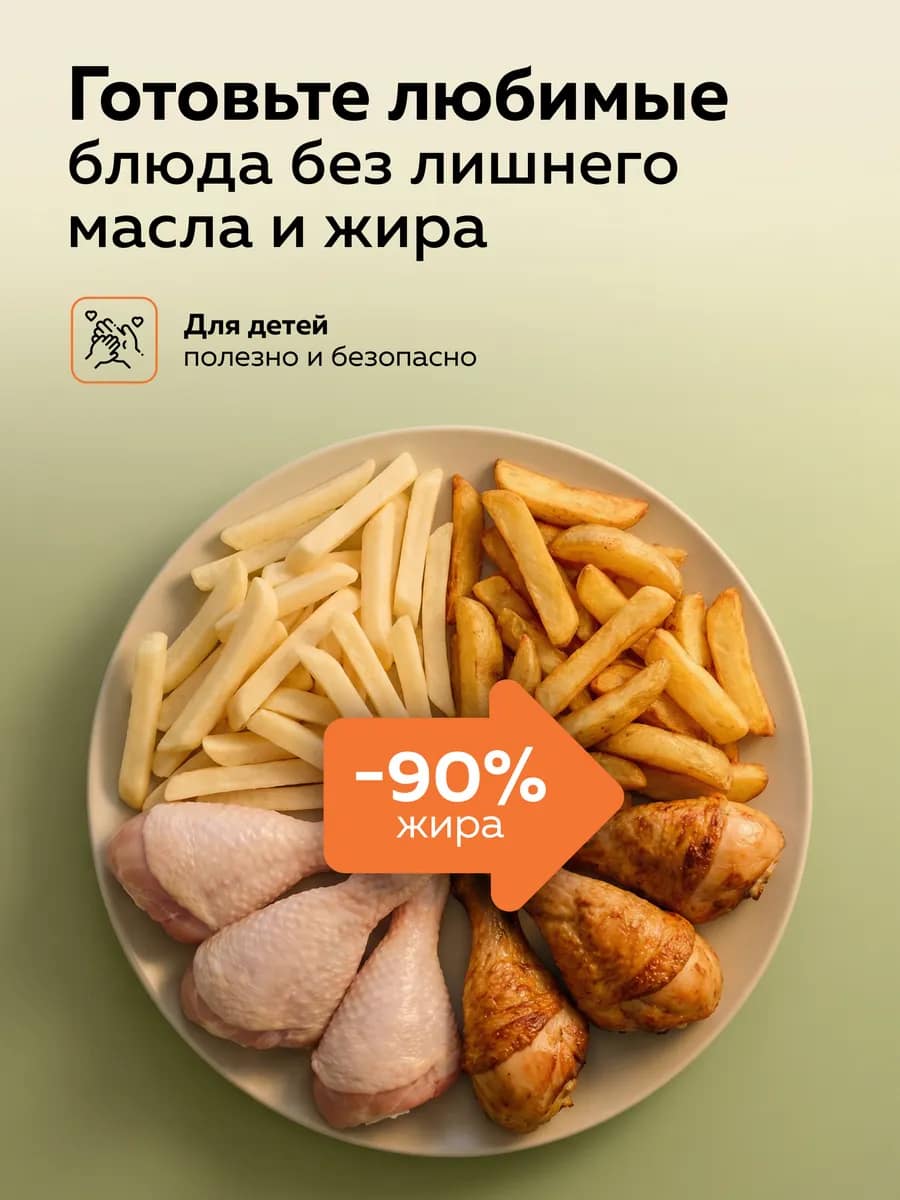 Готовьте любимые
блюда без лишнего
масла и жира
Для детей
полезно и безопасно
-90%
жира